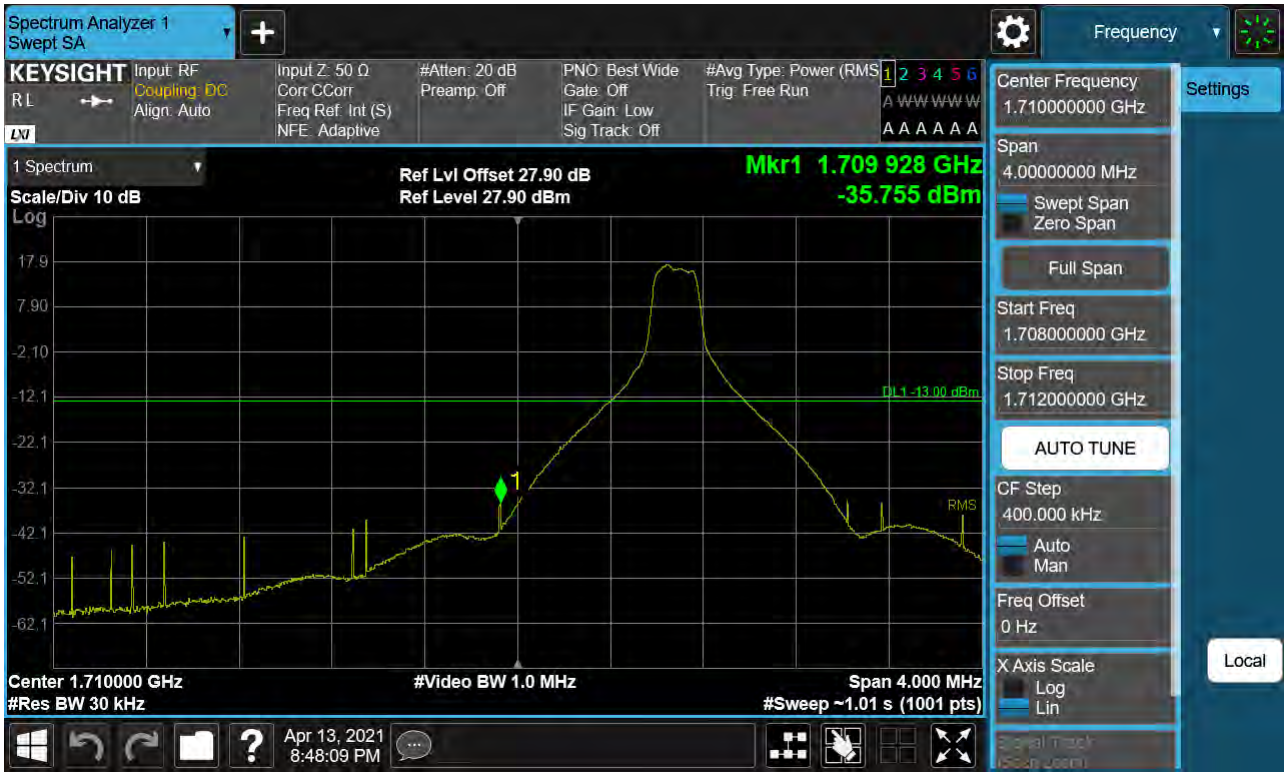 Spectrum Analyzer 1
Swept SA
Frequency
KEYSIGHT
RL
LXI
Input: RF
Coupling: DC
Align: Auto
Input Z: 50 Ω
Corr CCorr
Freq Ref: Int (S)
NFE: Adaptive
#Atten: 20 dB
Preamp: Off
PNO: Best Wide
Gate: Off
IF Gain: Low
Sig Track: Off
#Avg Type: Power (RMS
Trig: Free Run
1 2 3 4 5 6
A W W W W W
A A A A A A
1 Spectrum
Scale/Div 10 dB
Log
Ref Lvl Offset 27.90 dB
Ref Level 27.90 dBm
Mkr1 1.709 928 GHz
-35.755 dBm
17.9
7.90
-2.10
-12.1
-22.1
-32.1
-42.1
-52.1
-62.1
DL1 -13.00 dBm
1
RMS
Center 1.710000 GHz
#Res BW 30 kHz
#Video BW 1.0 MHz
Span 4.000 MHz
#Sweep ~1.01 s (1001 pts)
Center Frequency
1.710000000 GHz
Span
4.00000000 MHz
Swept Span
Zero Span
Full Span
Start Freq
1.708000000 GHz
Stop Freq
1.712000000 GHz
AUTO TUNE
CF Step
400.000 kHz
Auto
Man
Freq Offset
0 Hz
X Axis Scale
Log
Lin
Signal Track
(Span Zoom)
Settings
Local
Apr 13, 2021
8:48:09 PM